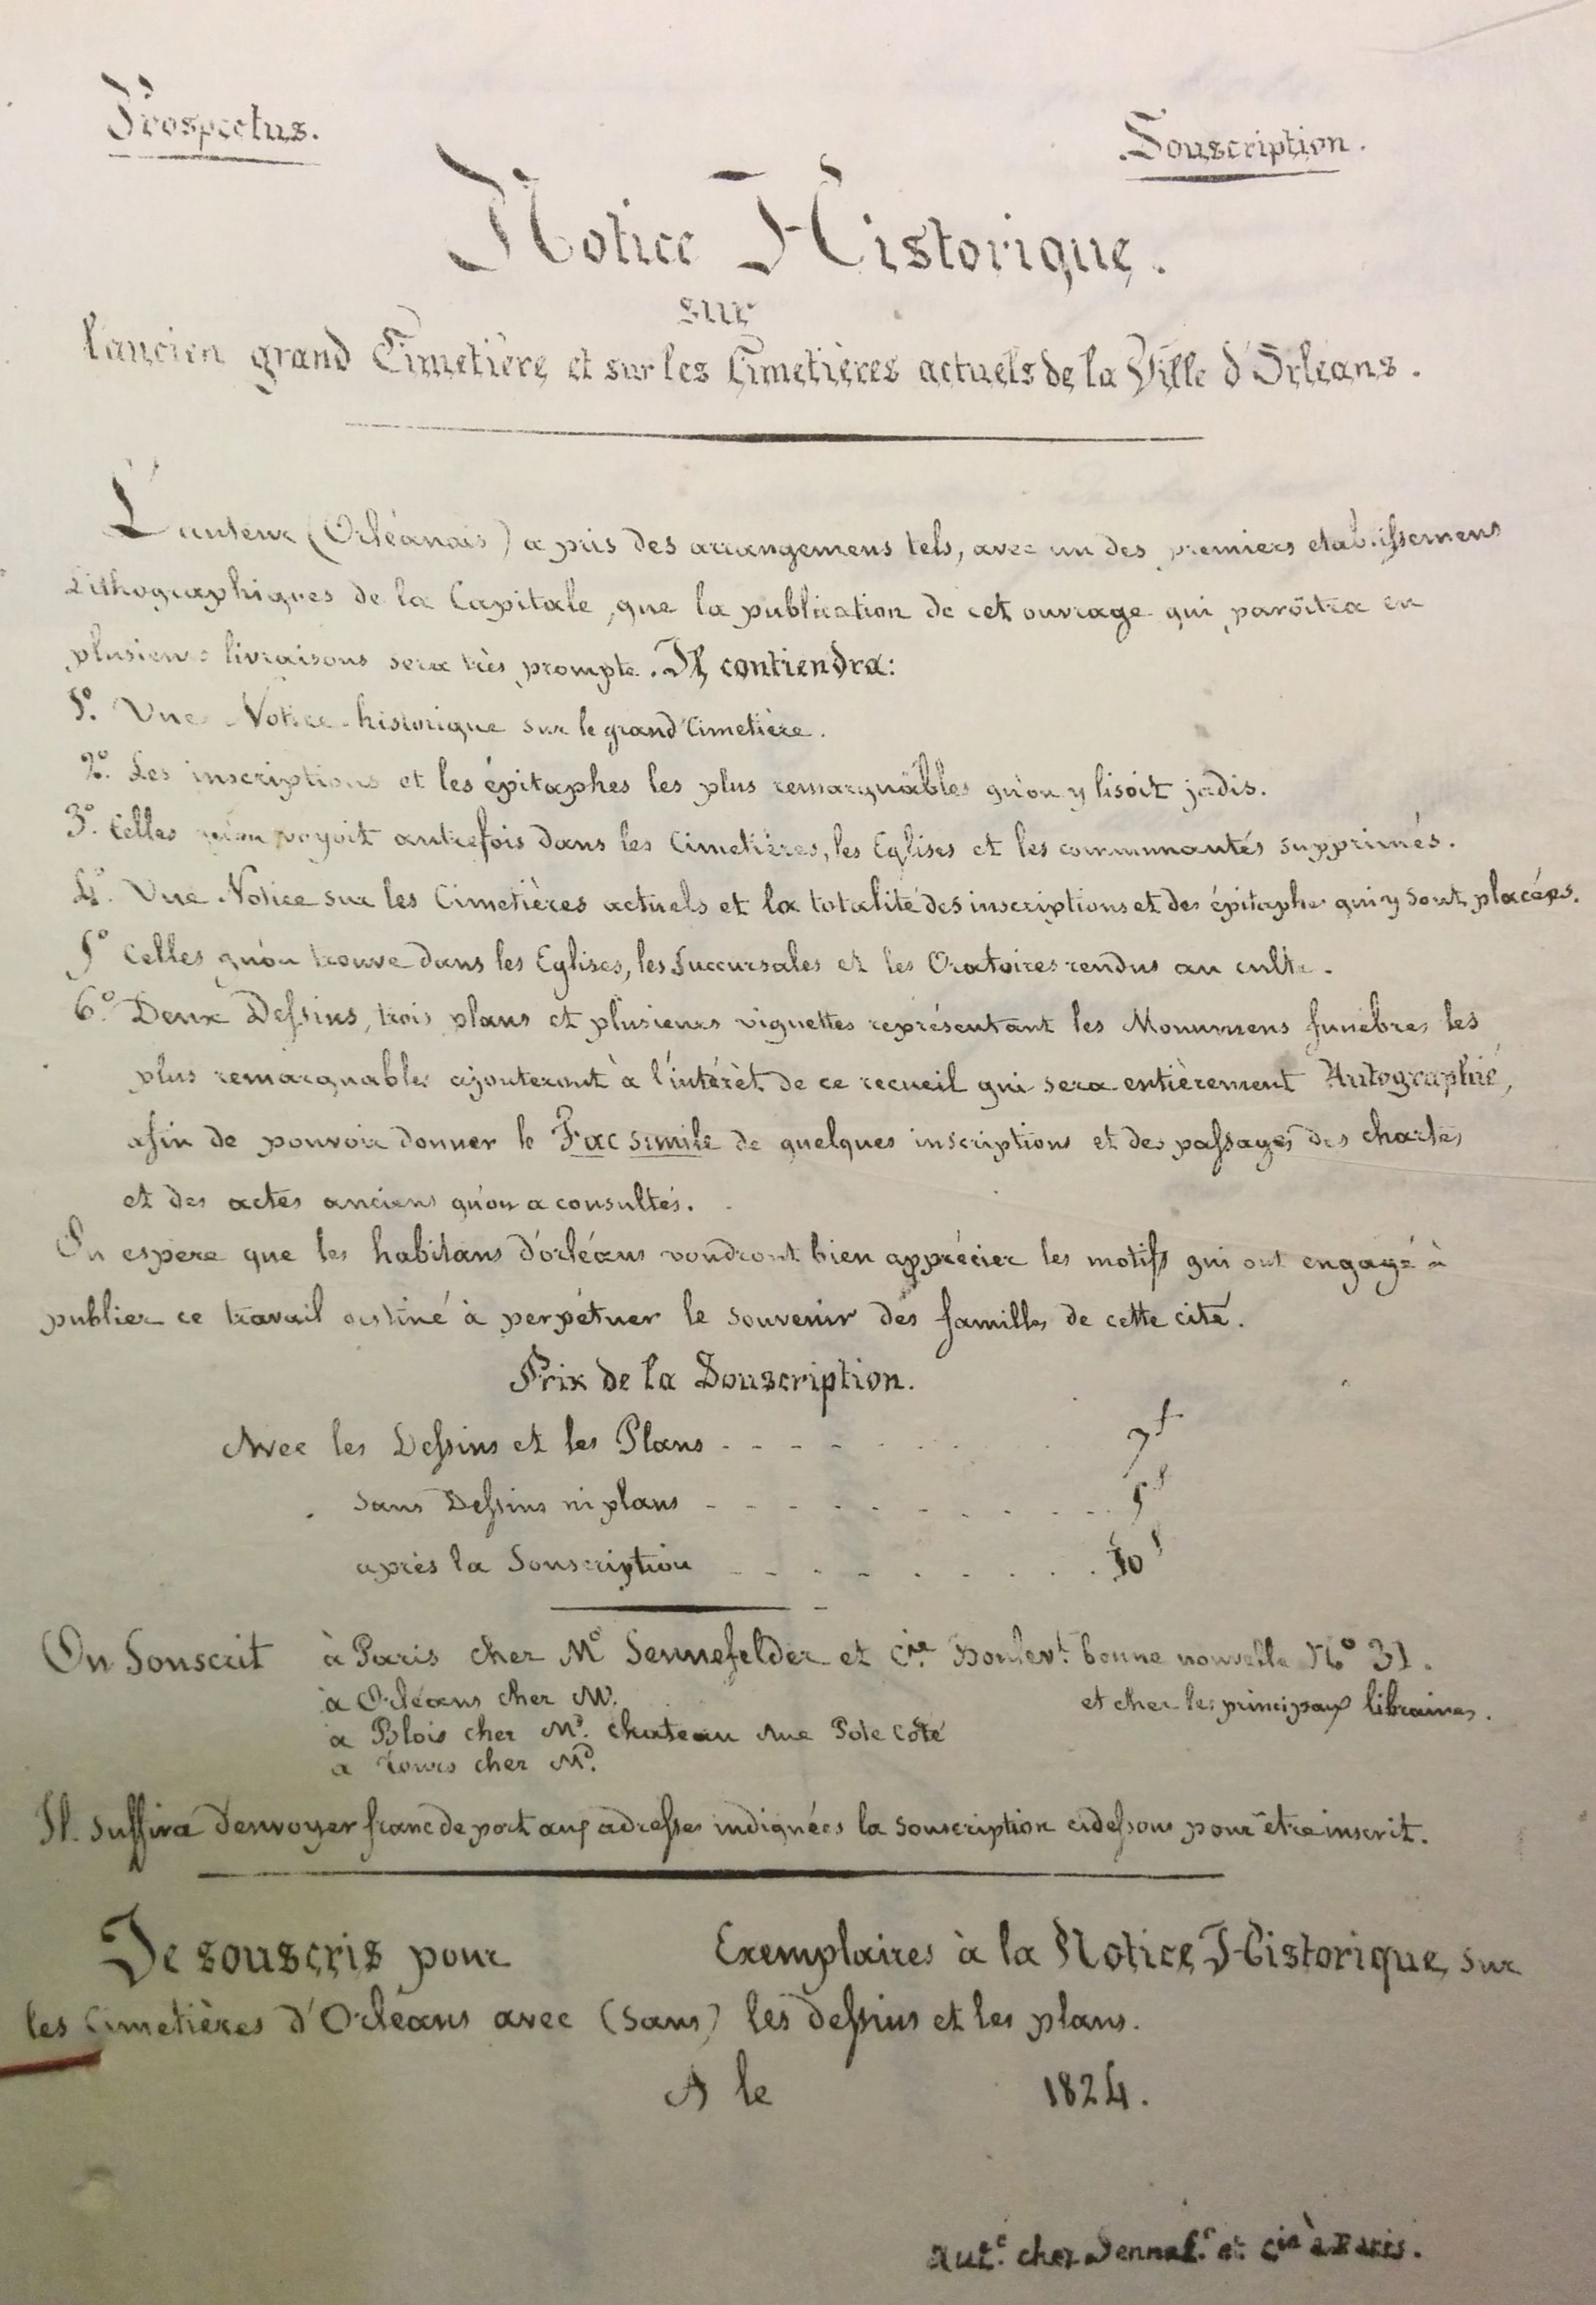 Prospectus.
Souscription.
Notice Historique.
sur
l'ancien grand Cimetière et sur les Cimetières actuels de la Ville d'Orléans.
L'auteur (Orléanais) a pris des arrangemens tels, avec un des premiers etablissemens
Lithographiques de la Capitale, que la publication de cet ouvrage qui paroîtra en
plusieurs livraisons sera très prompte. Il contiendra:
1º. Une Notice historique sur le grand Cimetière.
2º. Les inscriptions et les épitaphes les plus remarquables qu'on y lisoit jadis.
3º. Celles qu'on voyoit autrefois dans les Cimetières, les Eglises et les communautés supprimés.
4º. Une Notice sur les Cimetières actuels et la totalité des inscriptions et des épitaphes qui y sont placées.
5º Celles qu'on trouve dans les Eglises, les Succursales et les Oratoires rendus au culte.
6º. Deux Dessins, trois plans et plusieurs vignettes représentant les Monumens funèbres les
plus remarquables ajouteront à l'intérèt de ce recueil qui sera entièrement Autographié,
afin de pouvoir donner le Fac simile de quelques inscriptions et des passages des chartes
et des actes anciens qu'on a consultés.
On espère que les habitans d'orléans voudront bien apprécier les motifs qui ont engagé à
publier ce travail destiné à perpétuer le souvenir des familles de cette cité.
Prix de la Souscription.
Avec les Dessins et les Plans - - - - - - - 7f
Sans Dessins ni plans - - - - - - - - - 5f
après la Souscription - - - - - - - - - 10f
On Souscrit à Paris chez Mr Sennefelder et Cie. Boulevt. bonne nouvelle Nº 31.
à Orléans chez M. et chez les principaux libraires.
à Blois chez Mr. Chateau Rue Pote Coté
à Tours chez Mr.
Il suffira d'envoyer franc de port aux adresses indiquées la souscription cidessous pour être inscrit.
Je souscris pour Exemplaires à la Notice Historique sur
les Cimetières d'Orléans avec (sans) les dessins et les plans.
A le 1824.
Autc. chez Sennef.r et Cie à Paris.